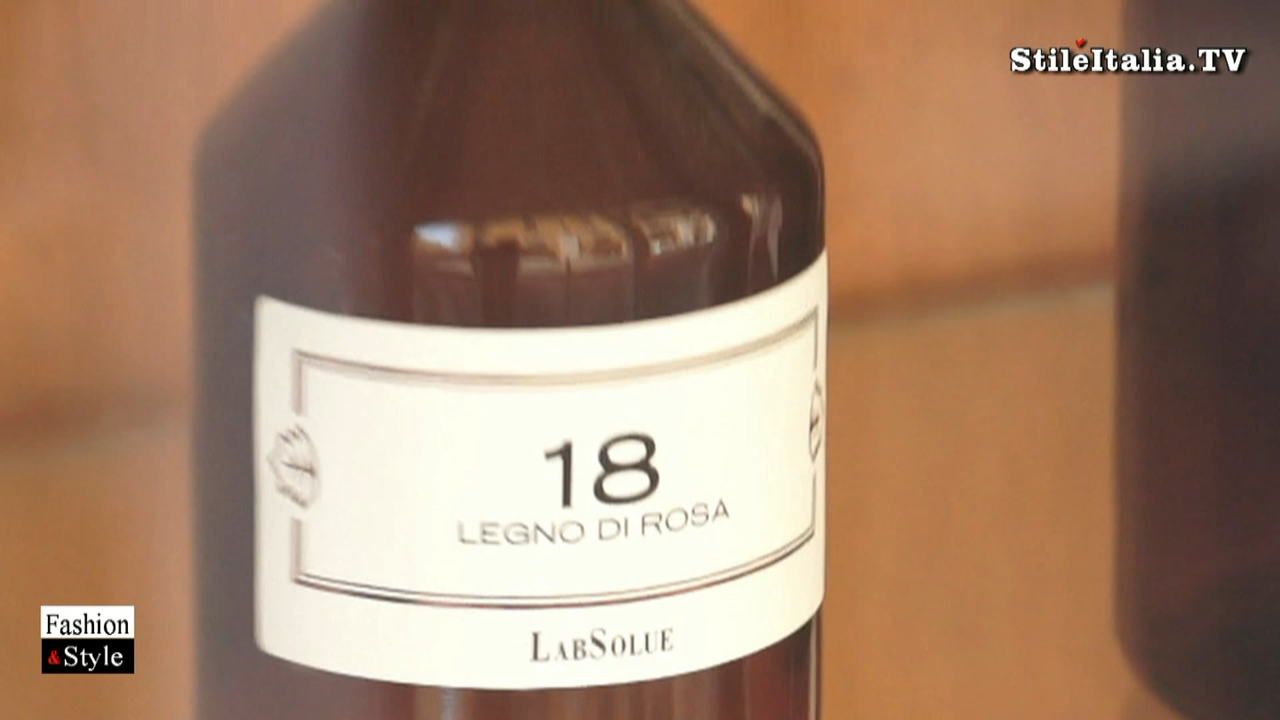 StileItalia.TV
18
LEGNO DI ROSA
LABSOLUE
Fashion
&Style